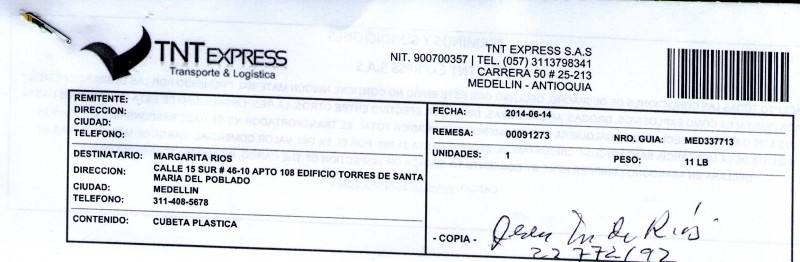 TNT EXPRESS
Transporte & Logística
TNT EXPRESS S.A.S
NIT. 900700357 | TEL. (057) 3113798341
CARRERA 50 # 25-213
MEDELLIN - ANTIOQUIA
REMITENTE:
DIRECCION:
CIUDAD:
TELEFONO:
DESTINATARIO: MARGARITA RIOS
DIRECCION: CALLE 15 SUR # 46-10 APTO 108 EDIFICIO TORRES DE SANTA
MARIA DEL POBLADO
CIUDAD: MEDELLIN
TELEFONO: 311-408-5678
CONTENIDO: CUBETA PLASTICA
FECHA: 2014-06-14
REMESA: 00091273 NRO. GUIA: MED337713
UNIDADES: 1 PESO: 11 LB
- COPIA - de Ríos